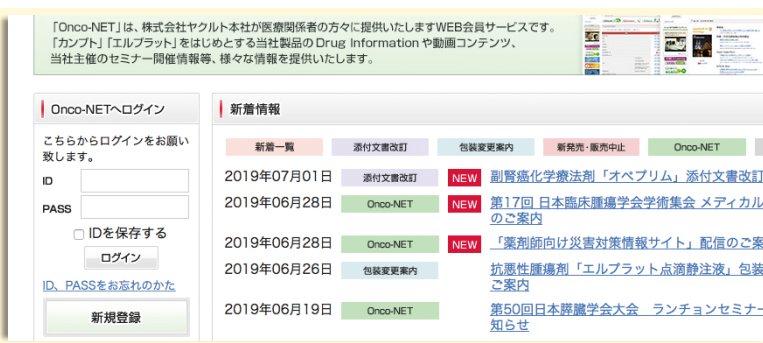 「Onco-NET」は、株式会社ヤクルト本社が医療関係者の方々に提供いたしますWEB会員サービスです。
「カンプト」「エルプラット」をはじめとする当社製品の Drug Information や動画コンテンツ、
当社主催のセミナー開催情報等、様々な情報を提供いたします。
Onco-NETへログイン
こちらからログインをお願い
致します。
ID
PASS
IDを保存する
ログイン
ID、PASSをお忘れのかた
新規登録
新着情報
新着一覧 添付文書改訂 包装変更案内 新発売・販売中止 Onco-NET
2019年07月01日 添付文書改訂 NEW 副腎癌化学療法剤「オペプリム」添付文書改訂
2019年06月28日 Onco-NET NEW 第17回 日本臨床腫瘍学会学術集会 メディカル
のご案内
2019年06月28日 Onco-NET NEW 「薬剤師向け災害対策情報サイト」配信のご案
2019年06月26日 包装変更案内 抗悪性腫瘍剤「エルプラット点滴静注液」包装
ご案内
2019年06月19日 Onco-NET 第50回日本膵臓学会大会 ランチョンセミナー
知らせ